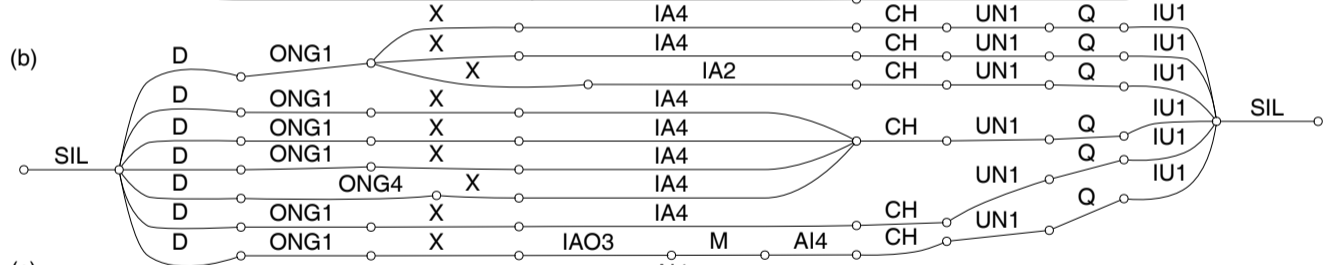 X IA4 CH UN1 Q IU1
(b) D ONG1 X IA4 CH UN1 Q IU1
X IA2 CH UN1 Q IU1
D ONG1 X IA4
D ONG1 X IA4 CH UN1 Q IU1
SIL D ONG1 X IA4 SIL
D ONG4 X IA4 UN1 Q IU1
D ONG1 X IA4 CH UN1 Q IU1
D ONG1 X IAO3 M AI4 CH